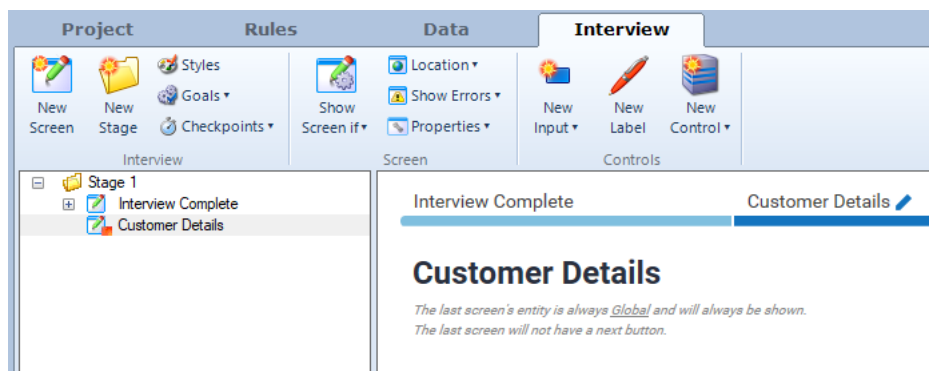 Project Rules Data Interview
New Screen
New Stage
Styles
Goals
Checkpoints
Interview
Show Screen if
Location
Show Errors
Properties
Screen
New Input
New Label
New Control
Controls
Stage 1
Interview Complete
Customer Details
Interview Complete Customer Details
Customer Details
The last screen's entity is always Global and will always be shown.
The last screen will not have a next button.